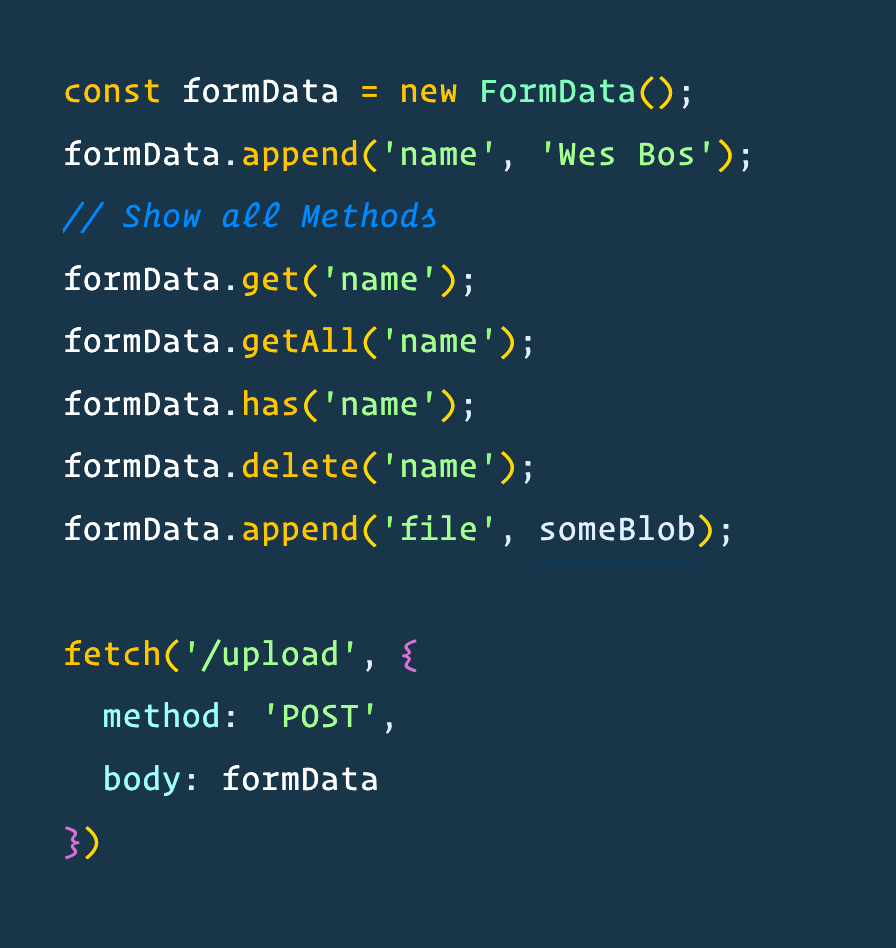 const formData = new FormData();
formData.append('name', 'Wes Bos');
// Show all Methods
formData.get('name');
formData.getAll('name');
formData.has('name');
formData.delete('name');
formData.append('file', someBlob);

fetch('/upload', {
  method: 'POST',
  body: formData
})